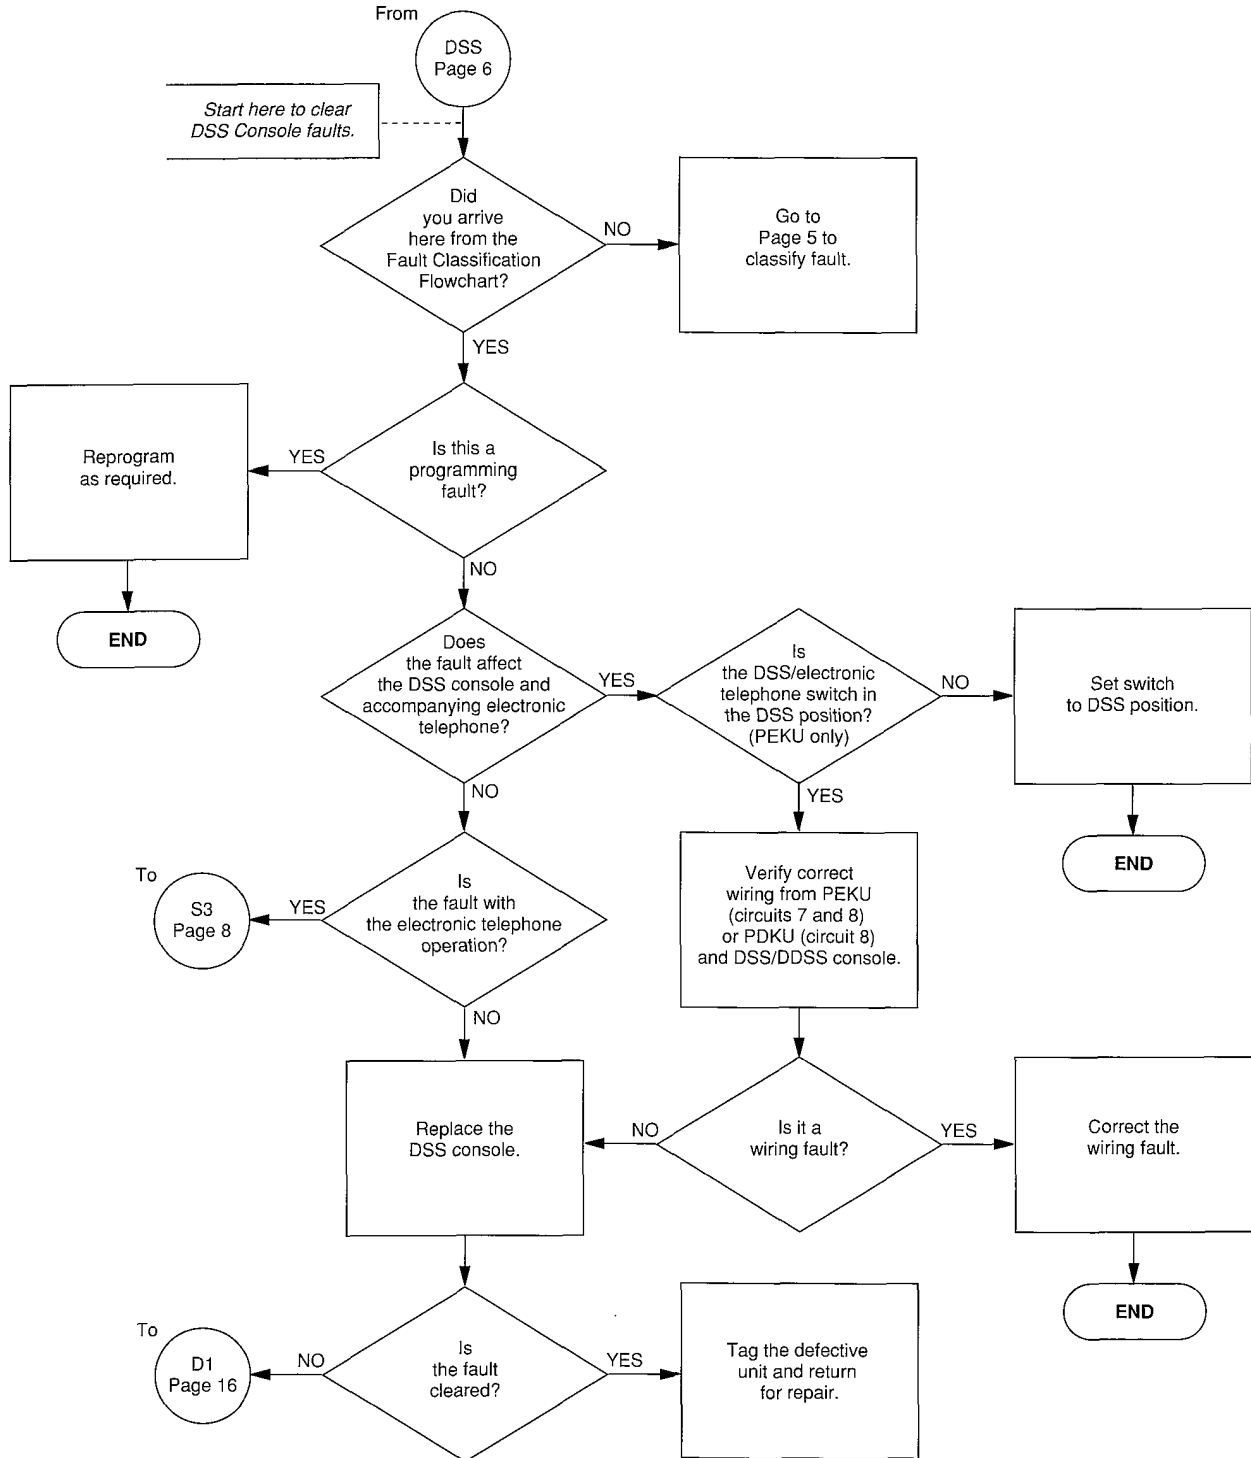 From
DSS
Page 6
Start here to clear
DSS Console faults.
Did
you arrive
here from the
Fault Classification
Flowchart?
NO
Go to
Page 5 to
classify fault.
YES
Is this a
programming
fault?
YES
Reprogram
as required.
END
NO
Does
the fault affect
the DSS console and
accompanying electronic
telephone?
YES
Is
the DSS/electronic
telephone switch in
the DSS position?
(PEKU only)
NO
Set switch
to DSS position.
END
NO
YES
Is
the fault with
the electronic telephone
operation?
YES
To
S3
Page 8
Verify correct
wiring from PEKU
(circuits 7 and 8)
or PDKU (circuit 8)
and DSS/DDSS console.
NO
Replace the
DSS console.
NO
Is it a
wiring fault?
YES
Correct the
wiring fault.
END
Is
the fault
cleared?
NO
To
D1
Page 16
YES
Tag the defective
unit and return
for repair.